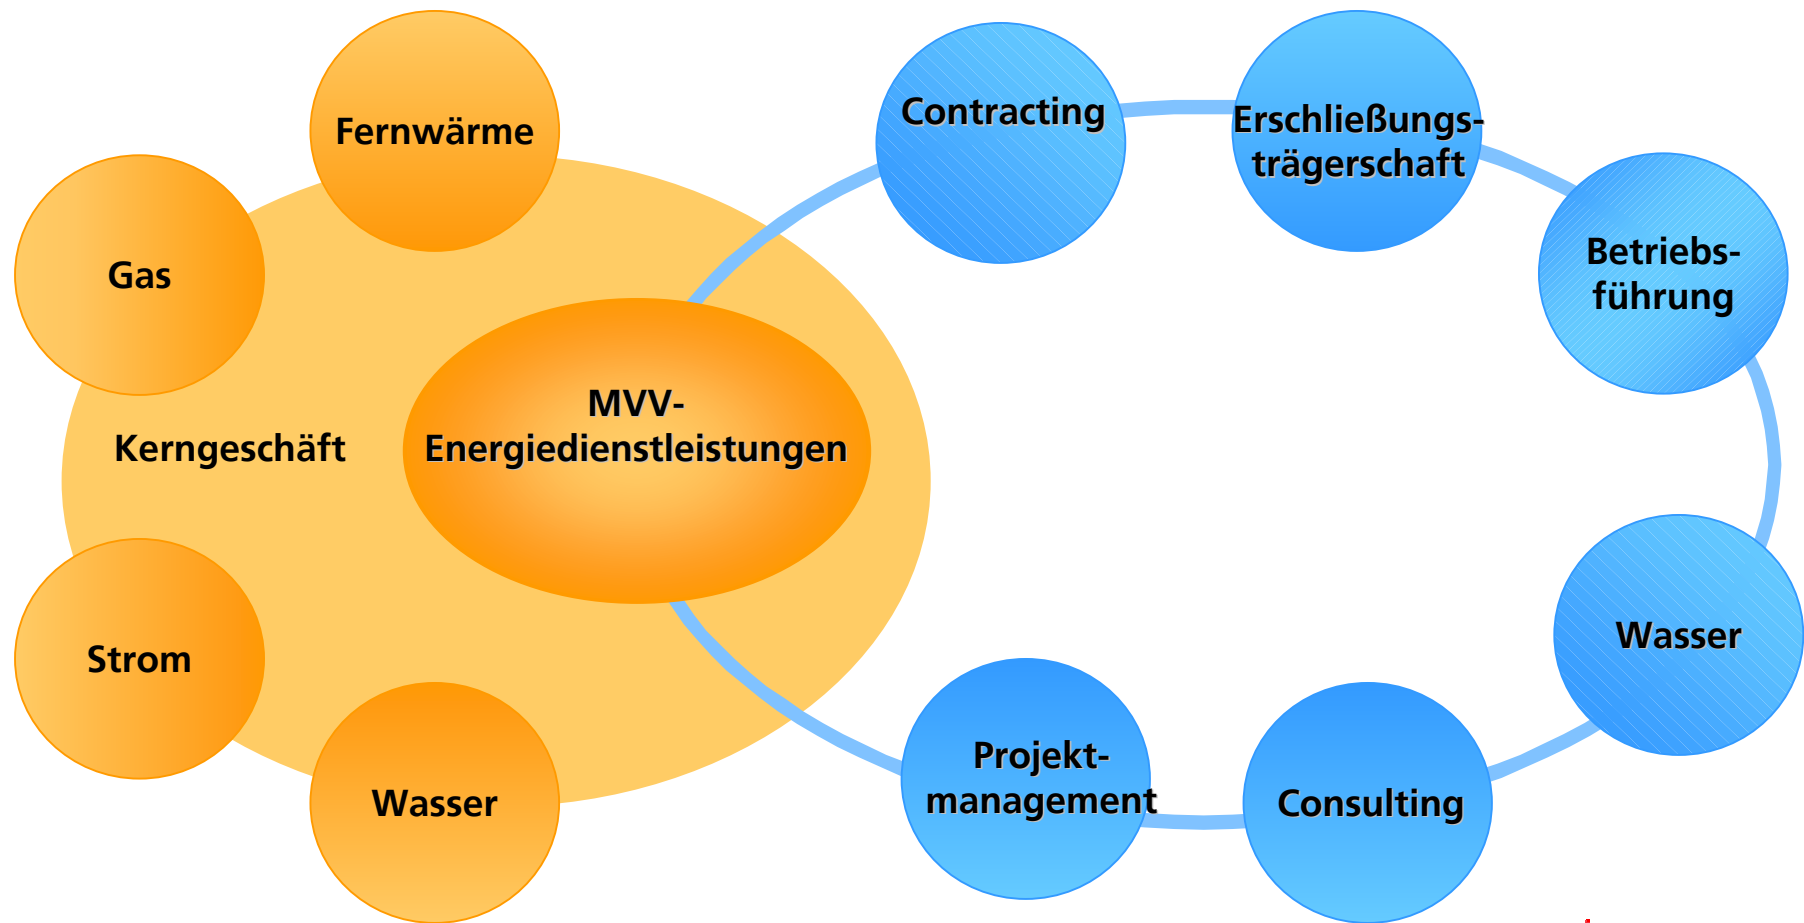 Fernwärme
Gas
Kerngeschäft
Strom
Wasser
MVV-
Energiedienstleistungen
Contracting
Erschließungs-
trägerschaft
Betriebs-
führung
Wasser
Consulting
Projekt-
management